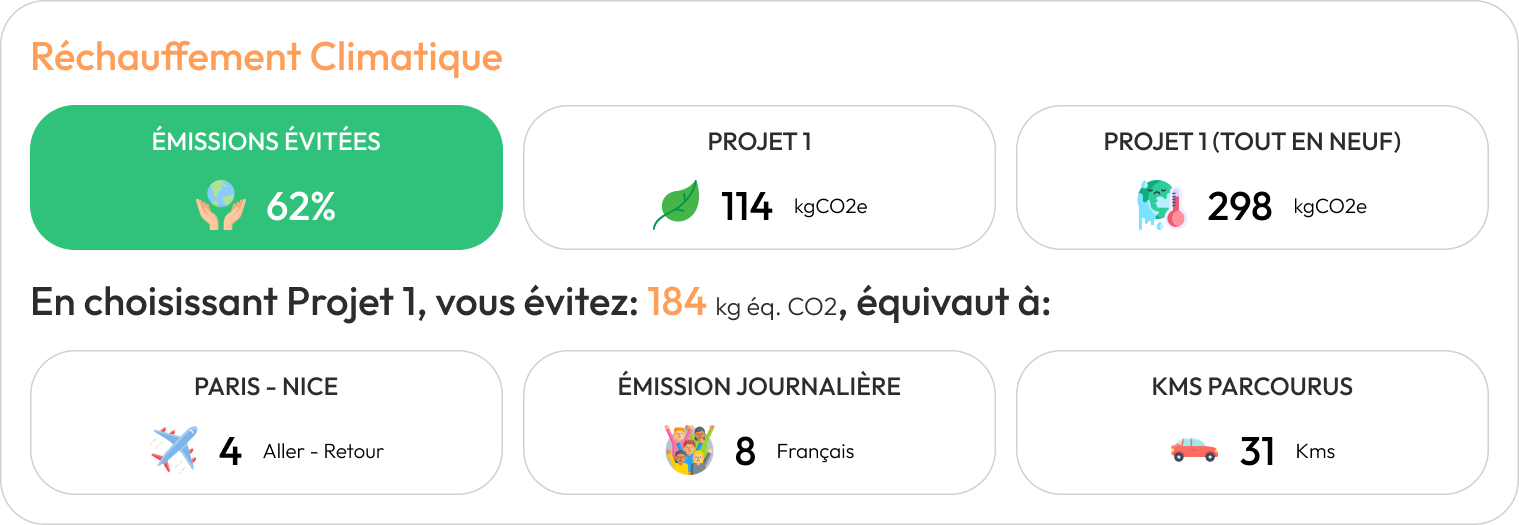 Réchauffement Climatique
ÉMISSIONS ÉVITÉES
62%
PROJET 1
114 kgCO2e
PROJET 1 (TOUT EN NEUF)
298 kgCO2e
En choisissant Projet 1, vous évitez: 184 kg éq. CO2, équivaut à:
PARIS - NICE
4 Aller - Retour
ÉMISSION JOURNALIÈRE
8 Français
KMS PARCOURUS
31 Kms